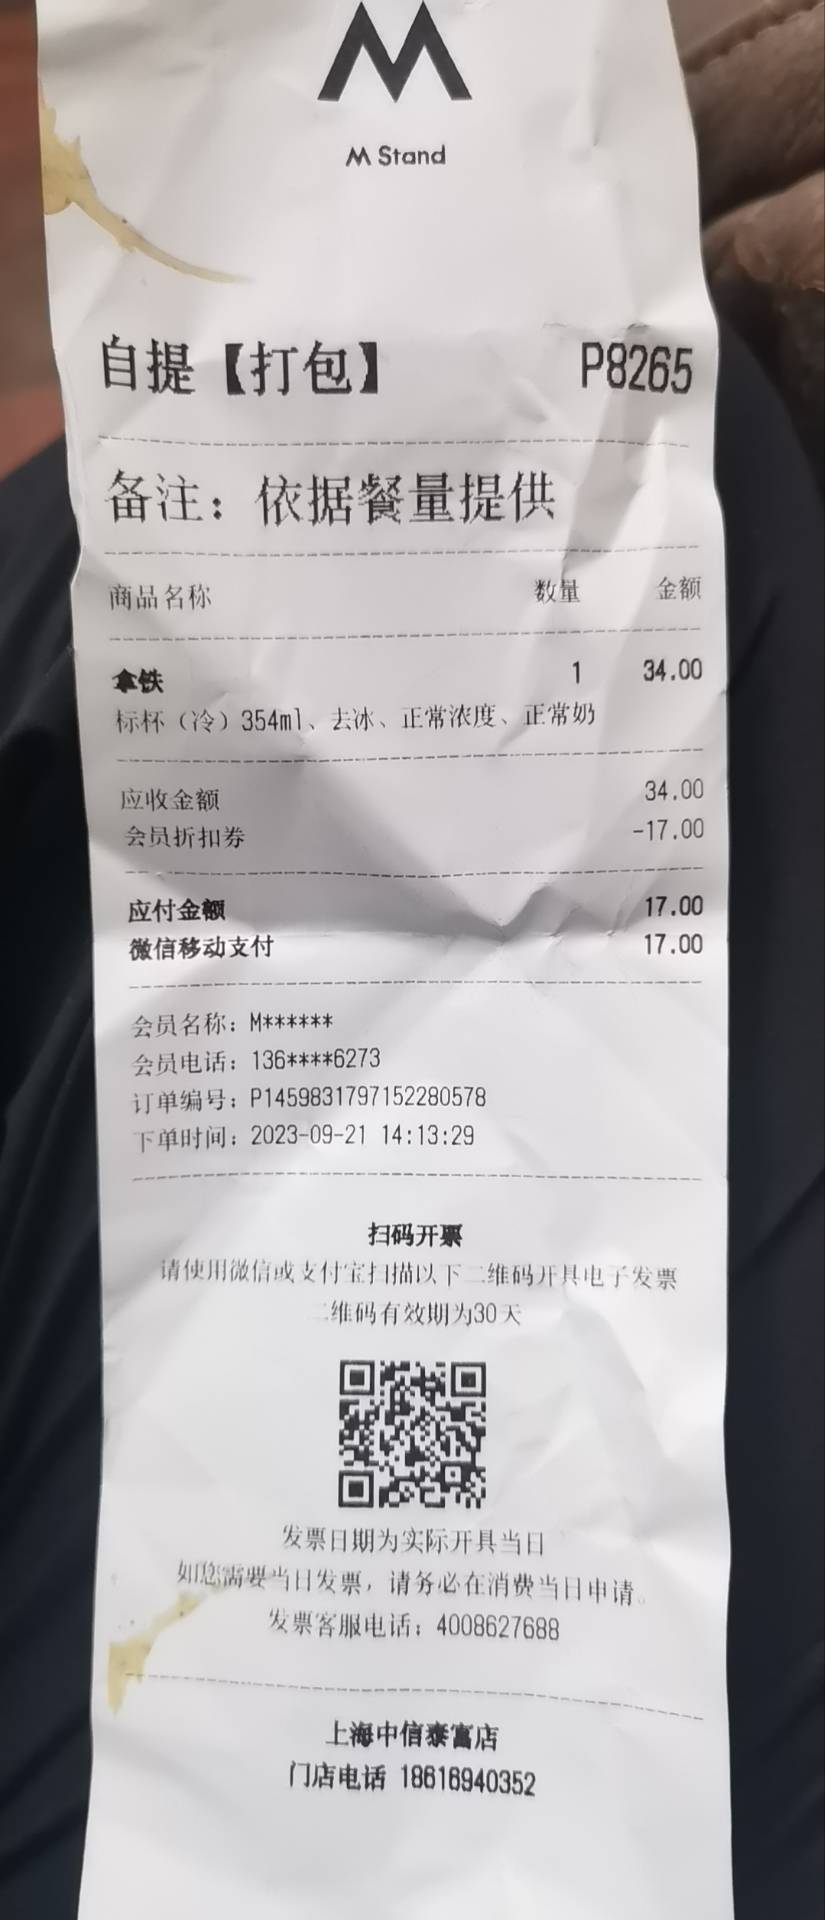 M Stand
自提【打包】 P8265
备注：依据餐量提供
商品名称 数量 金额
拿铁 1 34.00
标杯（冷）354ml、去冰、正常浓度、正常奶
应收金额 34.00
会员折扣券 -17.00
应付金额 17.00
微信移动支付 17.00
会员名称：M******
会员电话：136****6273
订单编号：P1459831797152280578
下单时间：2023-09-21 14:13:29
扫码开票
请使用微信或支付宝扫描以下二维码开具电子发票
二维码有效期为30天
发票日期为实际开具当日
如您需要当日发票，请务必在消费当日申请。
发票客服电话：4008627688
上海中信泰富店
门店电话 18616940352